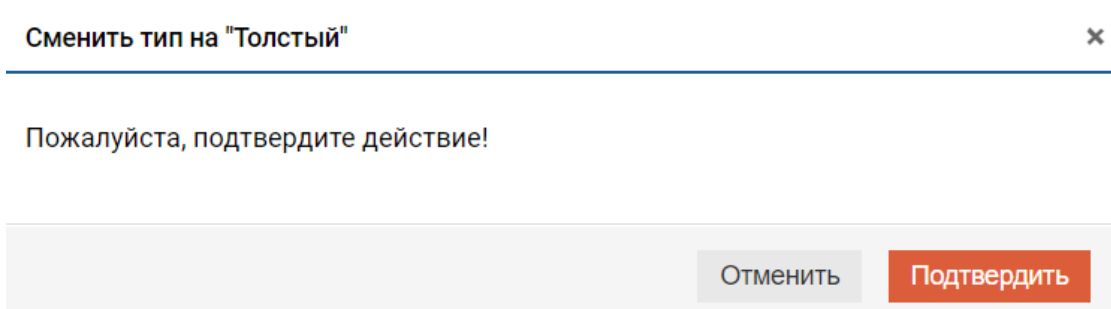 Сменить тип на "Толстый"
Пожалуйста, подтвердите действие!
Отменить Подтвердить